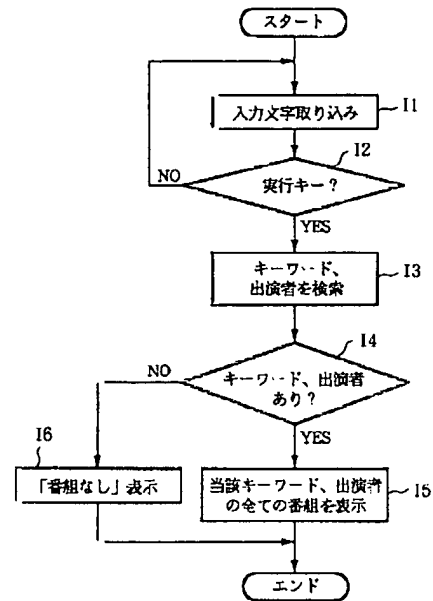 スタート
入力文字取り込み
I1
I2
NO
実行キー?
YES
キーワード、
出演者を検索
I3
I4
NO
キーワード、出演者
あり?
YES
I6
「番組なし」表示
当該キーワード、出演者
の全ての番組を表示
I5
エンド